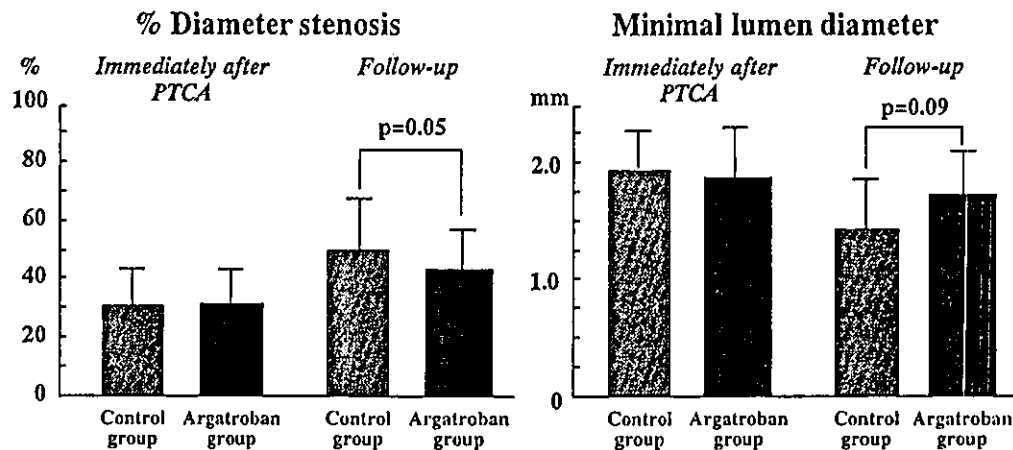 % Diameter stenosis
%
Immediately after
PTCA
Follow-up
100
80
60
40
20
0
p=0.05
Control
group
Argatroban
group
Control
group
Argatroban
group
Minimal lumen diameter
mm
Immediately after
PTCA
Follow-up
2.0
1.0
0
p=0.09
Control
group
Argatroban
group
Control
group
Argatroban
group